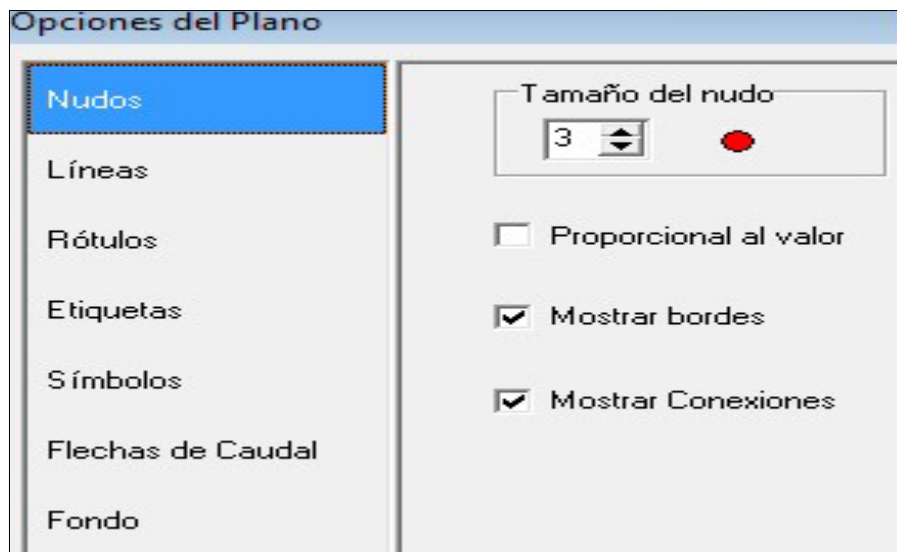 Opciones del Plano
Nudos
Líneas
Rótulos
Etiquetas
Símbolos
Flechas de Caudal
Fondo
Tamaño del nudo
3
Proporcional al valor
Mostrar bordes
Mostrar Conexiones